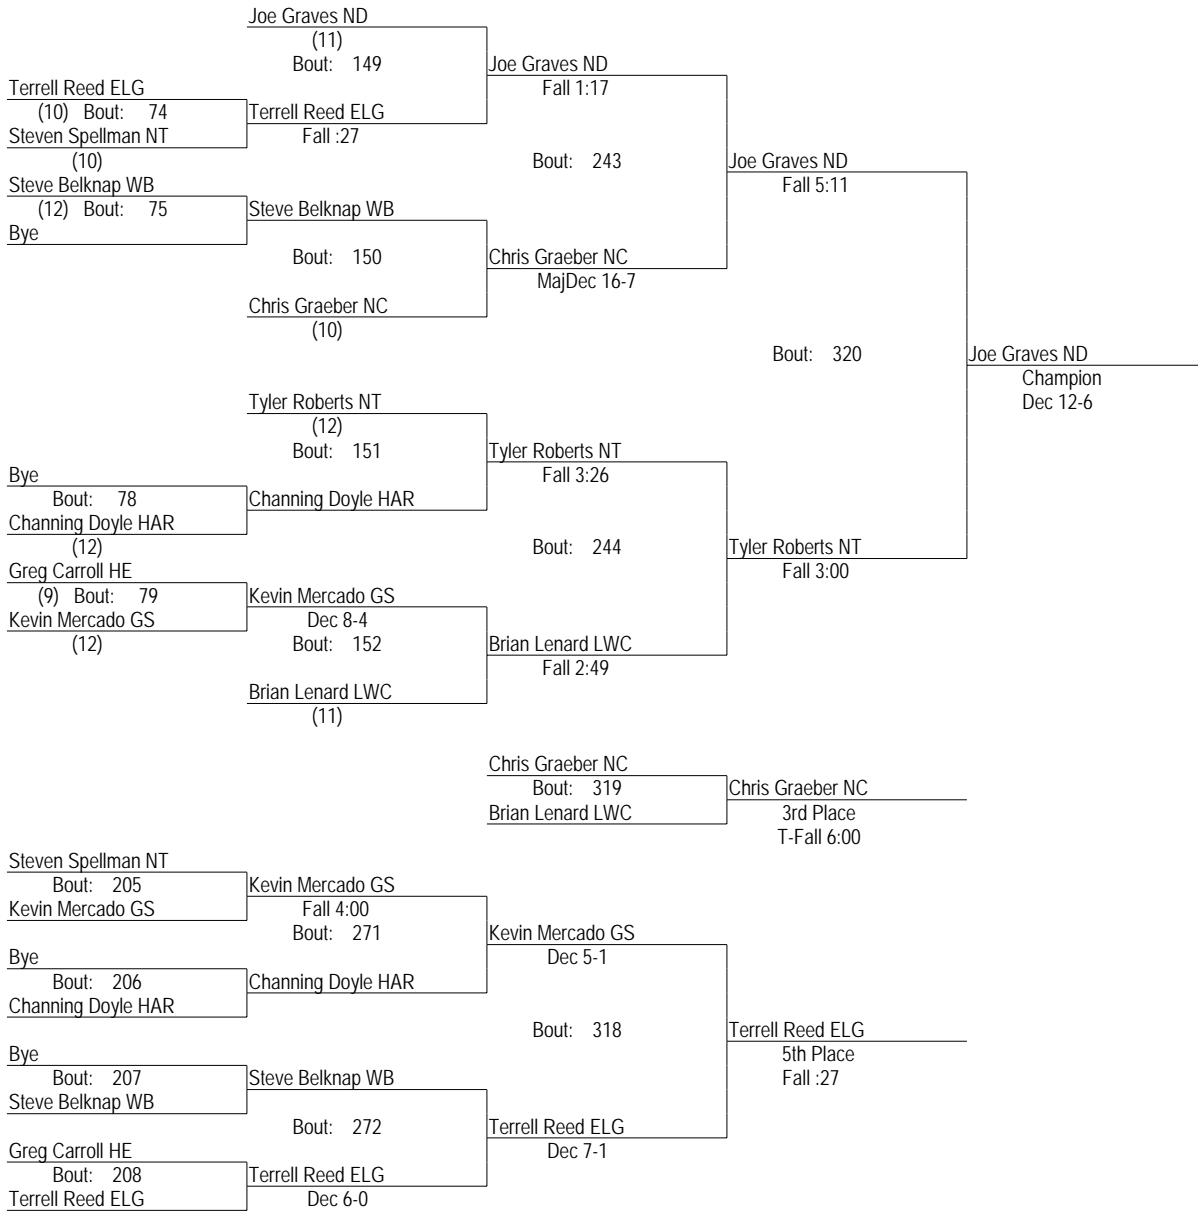 Joe Graves ND
(11)
Bout: 149
Joe Graves ND
Fall 1:17
Terrell Reed ELG
(10) Bout: 74
Terrell Reed ELG
Fall :27
Steven Spellman NT
(10)
Bout: 243
Joe Graves ND
Fall 5:11
Steve Belknap WB
(12) Bout: 75
Steve Belknap WB
Bye
Bout: 150
Chris Graeber NC
MajDec 16-7
Chris Graeber NC
(10)
Bout: 320
Joe Graves ND
Champion
Dec 12-6
Tyler Roberts NT
(12)
Bout: 151
Tyler Roberts NT
Fall 3:26
Bye
Bout: 78
Channing Doyle HAR
Channing Doyle HAR
(12)
Bout: 244
Tyler Roberts NT
Fall 3:00
Greg Carroll HE
(9) Bout: 79
Kevin Mercado GS
Dec 8-4
Kevin Mercado GS
(12)
Bout: 152
Brian Lenard LWC
Fall 2:49
Brian Lenard LWC
(11)
Chris Graeber NC
Bout: 319
Chris Graeber NC
3rd Place
T-Fall 6:00
Brian Lenard LWC
Steven Spellman NT
Bout: 205
Kevin Mercado GS
Fall 4:00
Kevin Mercado GS
Bout: 271
Kevin Mercado GS
Dec 5-1
Bye
Bout: 206
Channing Doyle HAR
Channing Doyle HAR
Bout: 318
Terrell Reed ELG
5th Place
Fall :27
Bye
Bout: 207
Steve Belknap WB
Steve Belknap WB
Bout: 272
Terrell Reed ELG
Dec 7-1
Greg Carroll HE
Bout: 208
Terrell Reed ELG
Dec 6-0
Terrell Reed ELG